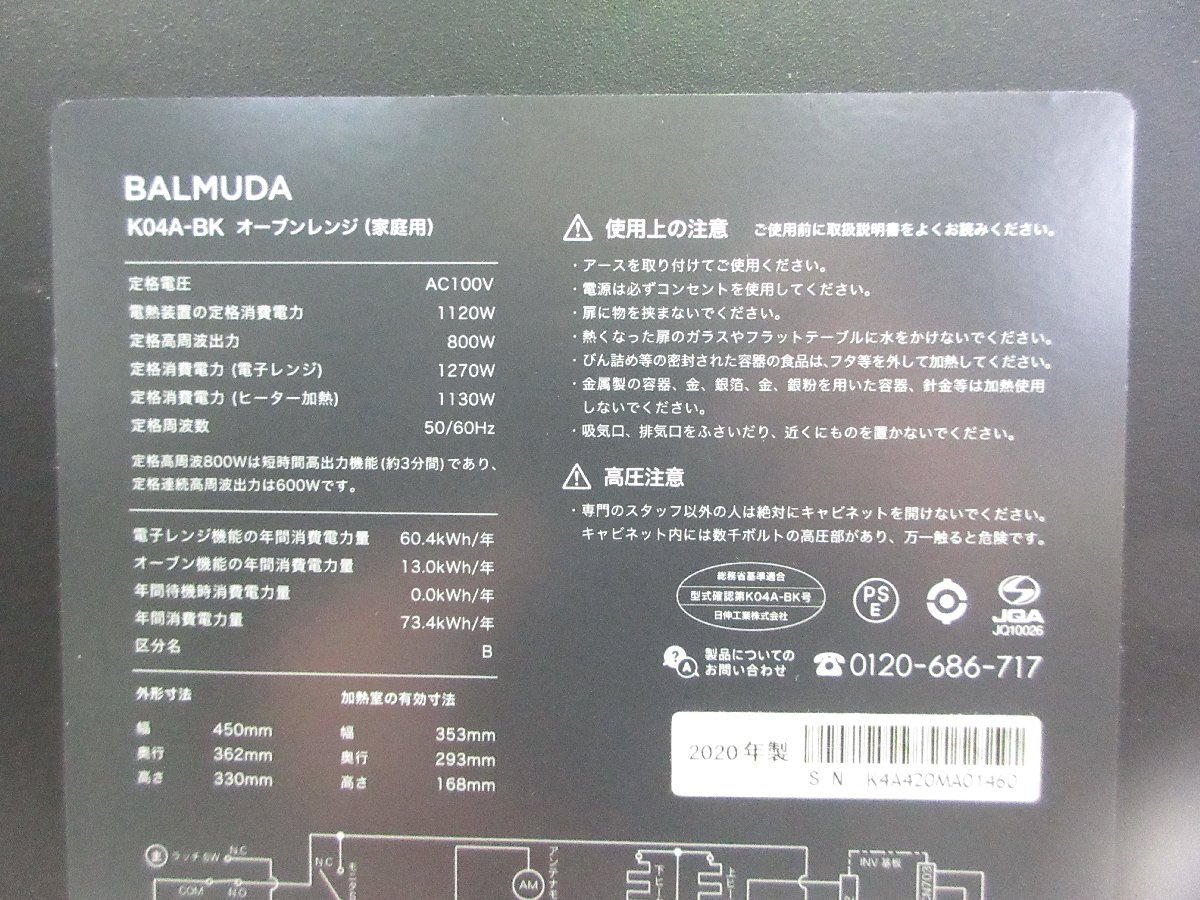 BALMUDA
K04A-BK オーブンレンジ (家庭用)
定格電圧 AC100V
電熱装置の定格消費電力 1120W
定格高周波出力 800W
定格消費電力 (電子レンジ) 1270W
定格消費電力 (ヒーター加熱) 1130W
定格周波数 50/60Hz
定格高周波800Wは短時間高出力機能(約3分間)であり、
定格連続高周波出力は600Wです。
電子レンジ機能の年間消費電力量 60.4kWh/年
オーブン機能の年間消費電力量 13.0kWh/年
年間待機時消費電力量 0.0kWh/年
年間消費電力量 73.4kWh/年
区分名 B
外形寸法
幅 450mm
奥行 362mm
高さ 330mm
加熱室の有効寸法
幅 353mm
奥行 293mm
高さ 168mm
使用上の注意 ご使用前に取扱説明書をよくお読みください。
・アースを取り付けてご使用ください。
・電源は必ずコンセントを使用してください。
・扉に物を挟まないでください。
・熱くなった扉のガラスやフラットテーブルに水をかけないでください。
・びん詰め等の密封された容器の食品は、フタ等を外して加熱してください。
・金属製の容器、金、銀箔、金、銀粉を用いた容器、針金等は加熱使用
しないでください。
・吸気口、排気口をふさいだり、近くにものを置かないでください。
高圧注意
・専門のスタッフ以外の人は絶対にキャビネットを開けないでください。
キャビネット内には数千ボルトの高圧部があり、万一触ると危険です。
総務省基準適合
型式確認第K04A-BK号
日伸工業株式会社
PS
E
JQA
JQ10026
? A
製品についての
お問い合わせ
0120-686-717
2020年製
S N K4A420MA01460
主 ラッチSW N.C
COM N.O
N.C
AM
INV基板
CN703